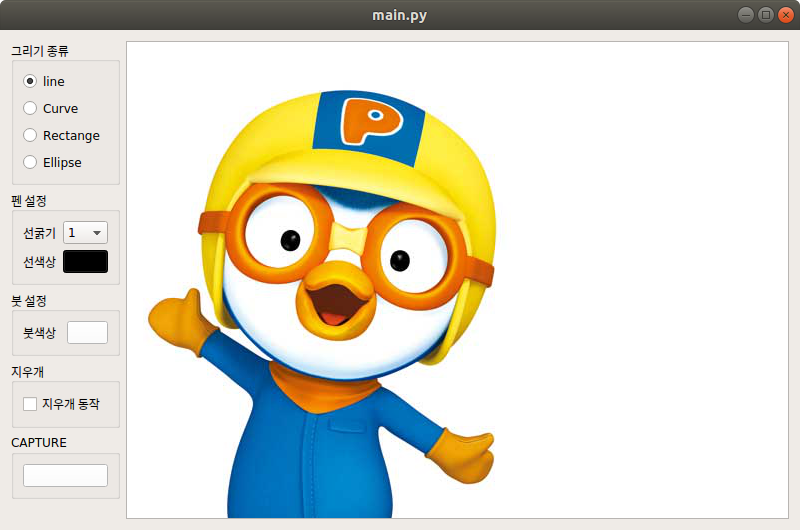 main.py
그리기 종류
line
Curve
Rectange
Ellipse
펜 설정
선굵기 1
선색상
붓 설정
붓색상
지우개
지우개 동작
CAPTURE
P